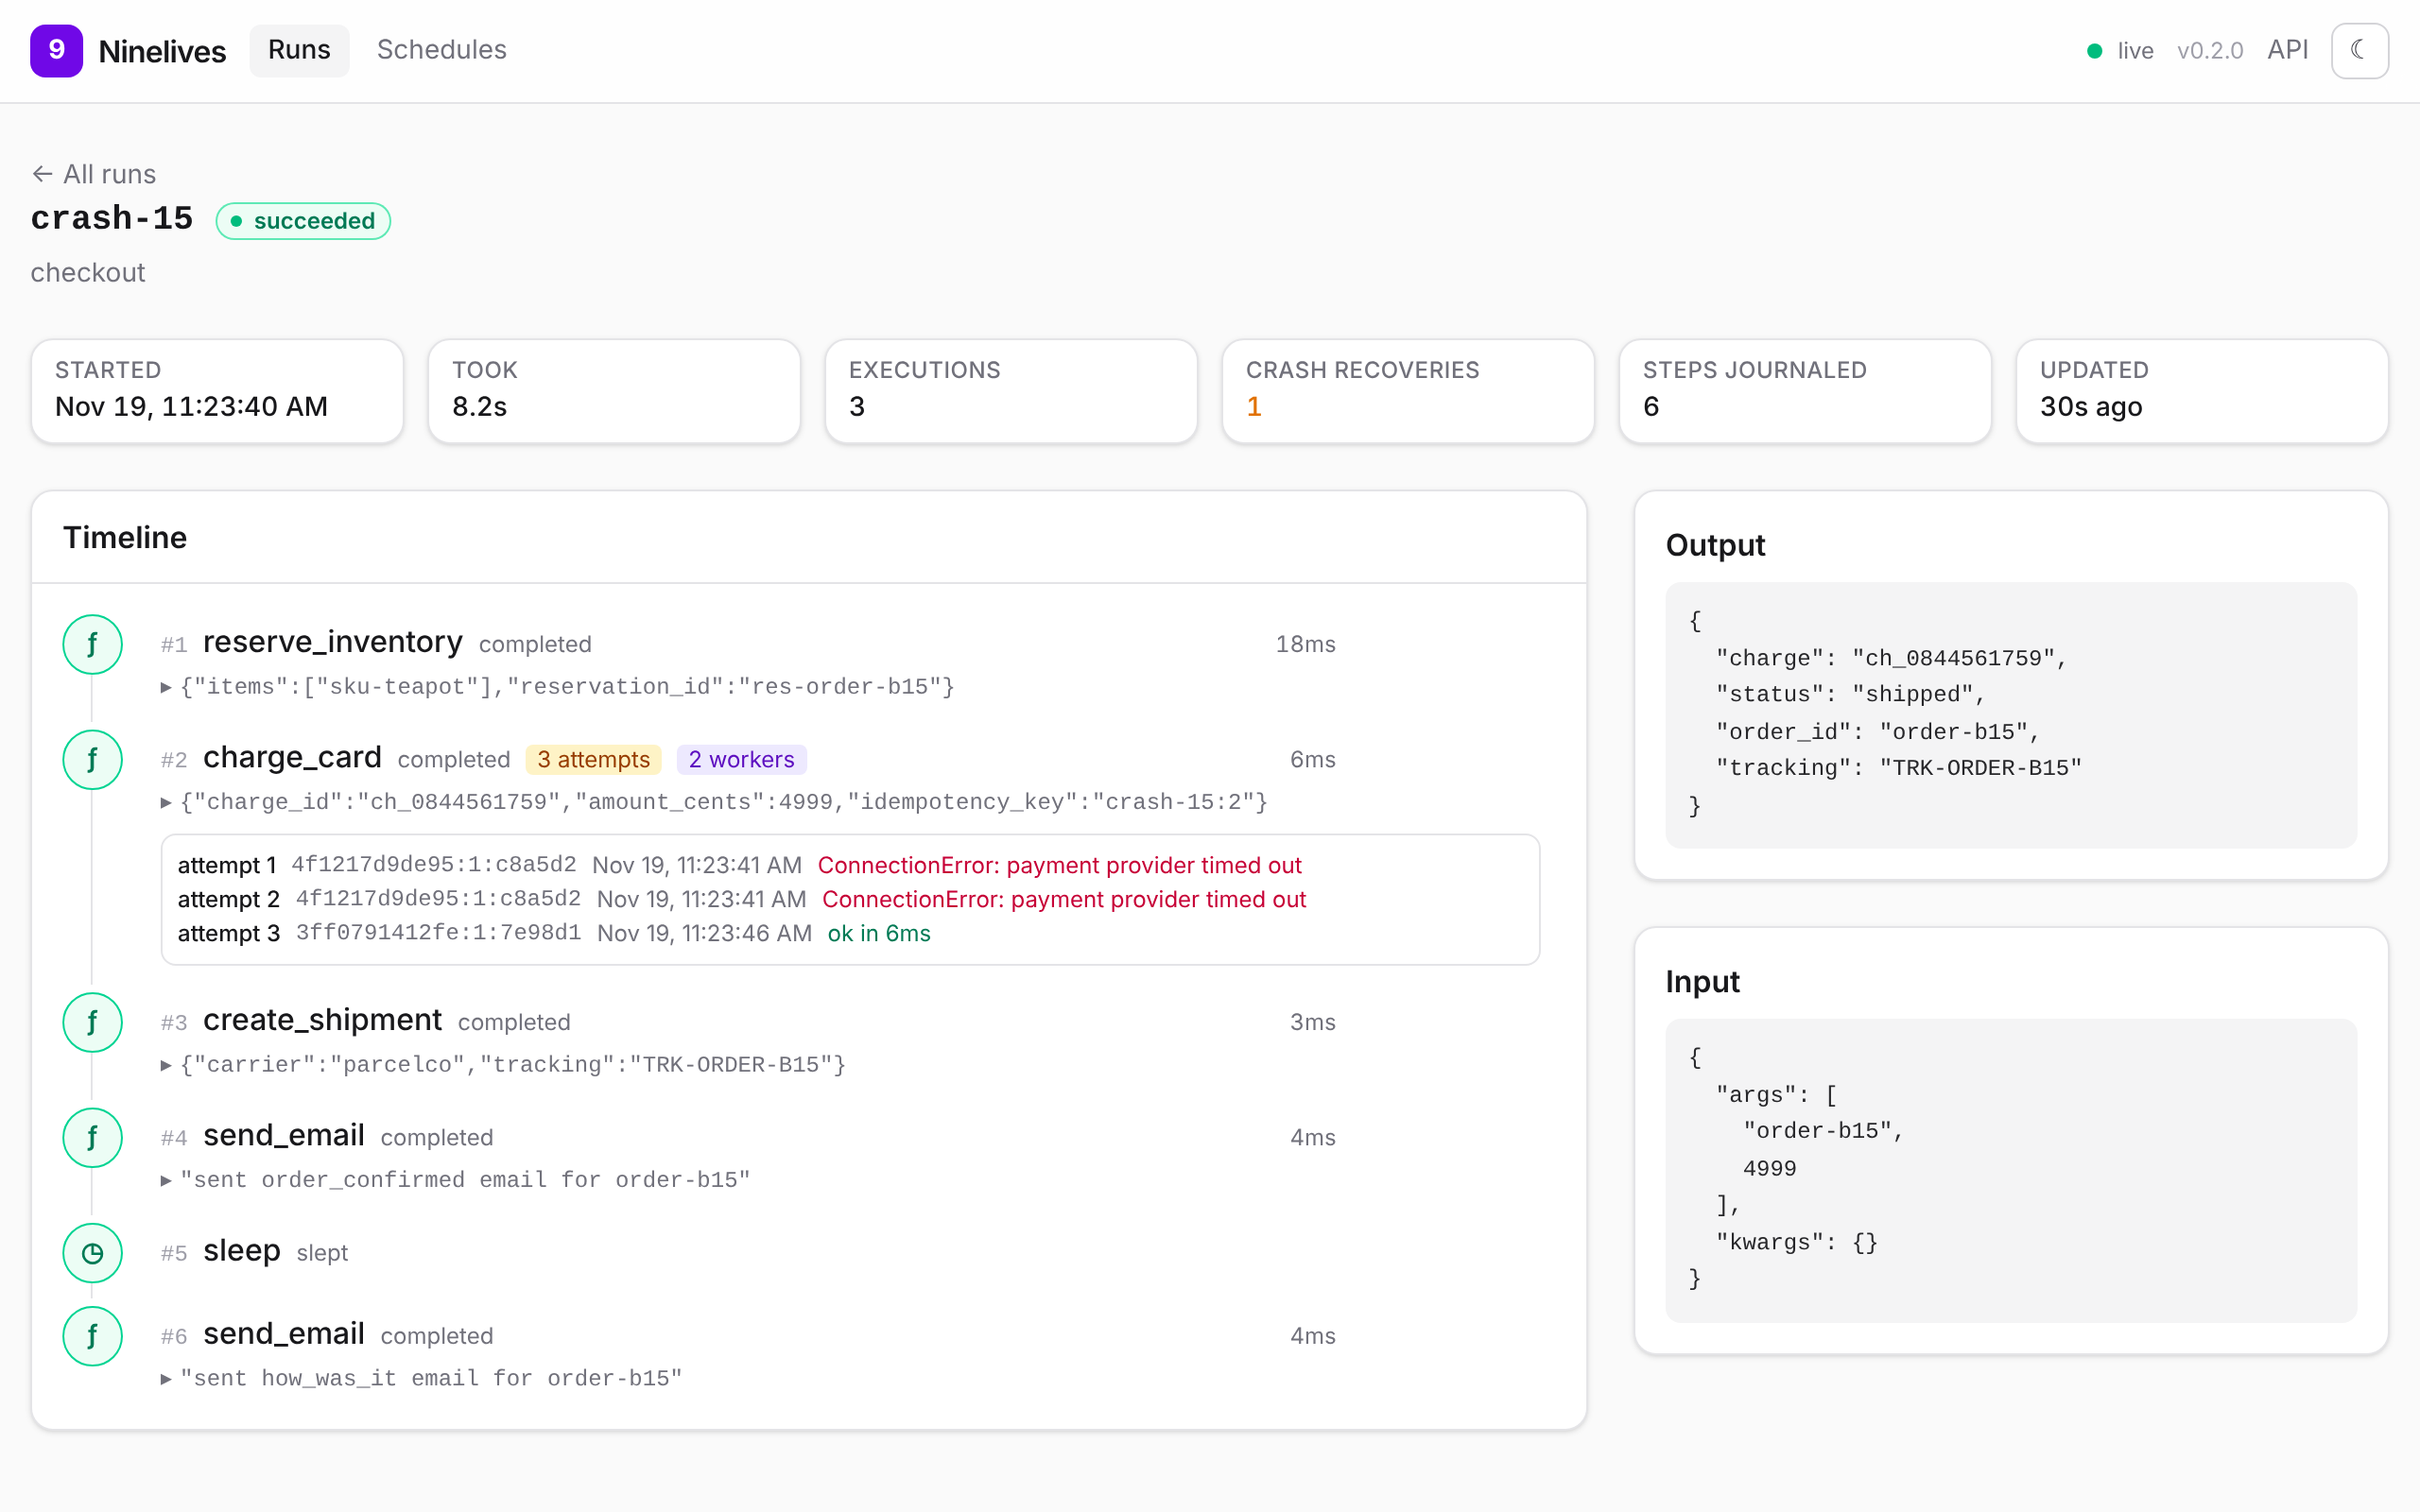 9 Ninelives Runs Schedules live v0.2.0 API
← All runs
crash-15 succeeded
checkout
STARTED
Nov 19, 11:23:40 AM
TOOK
8.2s
EXECUTIONS
3
CRASH RECOVERIES
1
STEPS JOURNALED
6
UPDATED
30s ago
Timeline
ƒ #1 reserve_inventory completed 18ms
▶ {"items":["sku-teapot"],"reservation_id":"res-order-b15"}
ƒ #2 charge_card completed 3 attempts 2 workers 6ms
▶ {"charge_id":"ch_0844561759","amount_cents":4999,"idempotency_key":"crash-15:2"}
attempt 1 4f1217d9de95:1:c8a5d2 Nov 19, 11:23:41 AM ConnectionError: payment provider timed out
attempt 2 4f1217d9de95:1:c8a5d2 Nov 19, 11:23:41 AM ConnectionError: payment provider timed out
attempt 3 3ff0791412fe:1:7e98d1 Nov 19, 11:23:46 AM ok in 6ms
ƒ #3 create_shipment completed 3ms
▶ {"carrier":"parcelco","tracking":"TRK-ORDER-B15"}
ƒ #4 send_email completed 4ms
▶ "sent order_confirmed email for order-b15"
#5 sleep slept
ƒ #6 send_email completed 4ms
▶ "sent how_was_it email for order-b15"
Output
{
  "charge": "ch_0844561759",
  "status": "shipped",
  "order_id": "order-b15",
  "tracking": "TRK-ORDER-B15"
}
Input
{
  "args": [
    "order-b15",
    4999
  ],
  "kwargs": {}
}